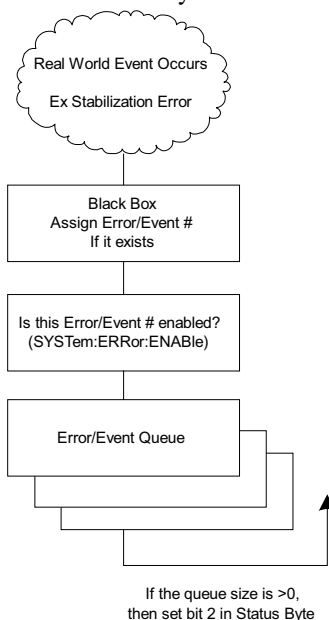 Real World Event Occurs
Ex Stabilization Error
Black Box
Assign Error/Event #
If it exists
Is this Error/Event # enabled?
(SYSTem:ERRor:ENABle)
Error/Event Queue
If the queue size is >0,
then set bit 2 in Status Byte